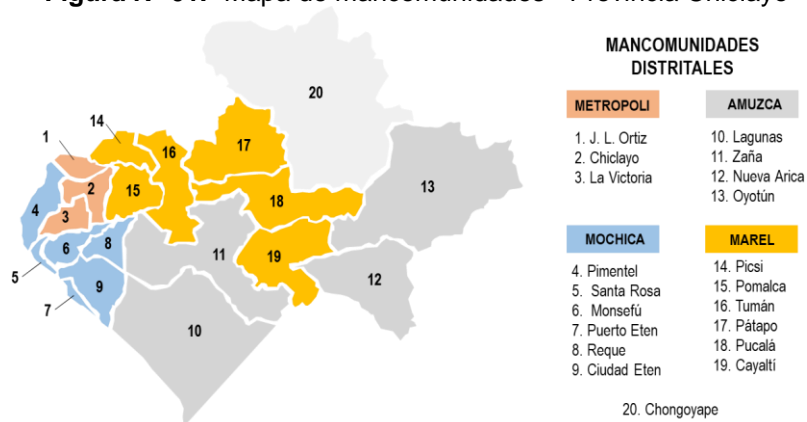 MANCOMUNIDADES
DISTRITALES
METROPOLI
1. J. L. Ortiz
2. Chiclayo
3. La Victoria
AMUZCA
10. Lagunas
11. Zaña
12. Nueva Arica
13. Oyotún
MOCHICA
4. Pimentel
5. Santa Rosa
6. Monsefú
7. Puerto Eten
8. Reque
9. Ciudad Eten
MAREL
14. Picsi
15. Pomalca
16. Tumán
17. Pátapo
18. Pucalá
19. Cayaltí
20. Chongoyape
20
14
1
16
17
2
15
13
4
18
3
6
8
11
19
5
12
9
7
10